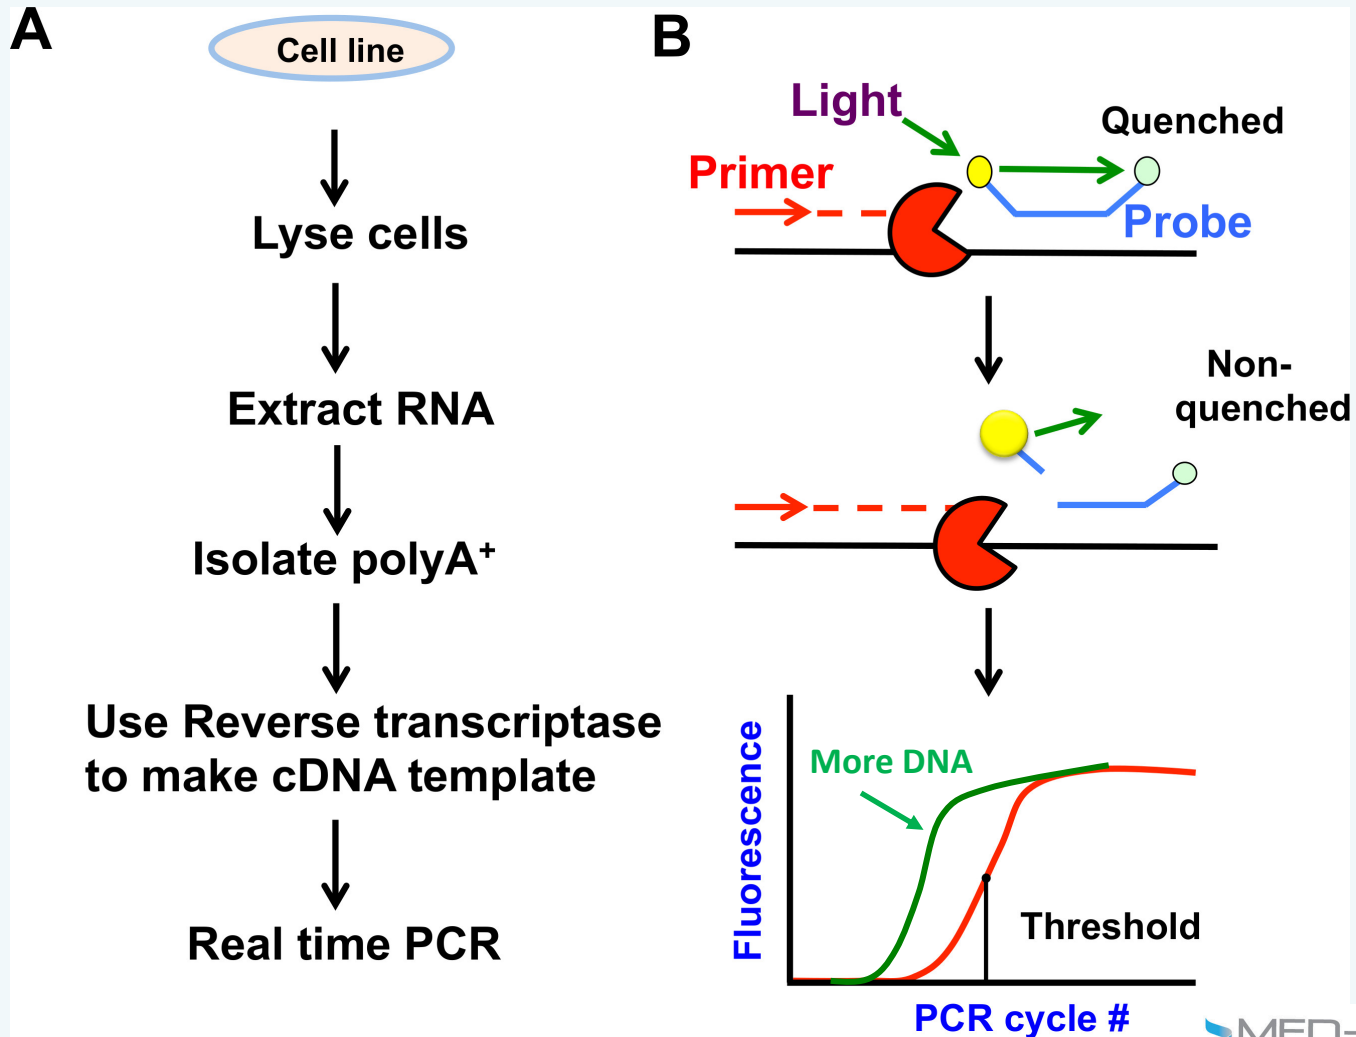 A
Cell line
Lyse cells
Extract RNA
Isolate polyA⁺
Use Reverse transcriptase
to make cDNA template
Real time PCR
B
Light
Quenched
Primer
Probe
Non-
quenched
More DNA
Fluorescence
Threshold
PCR cycle #